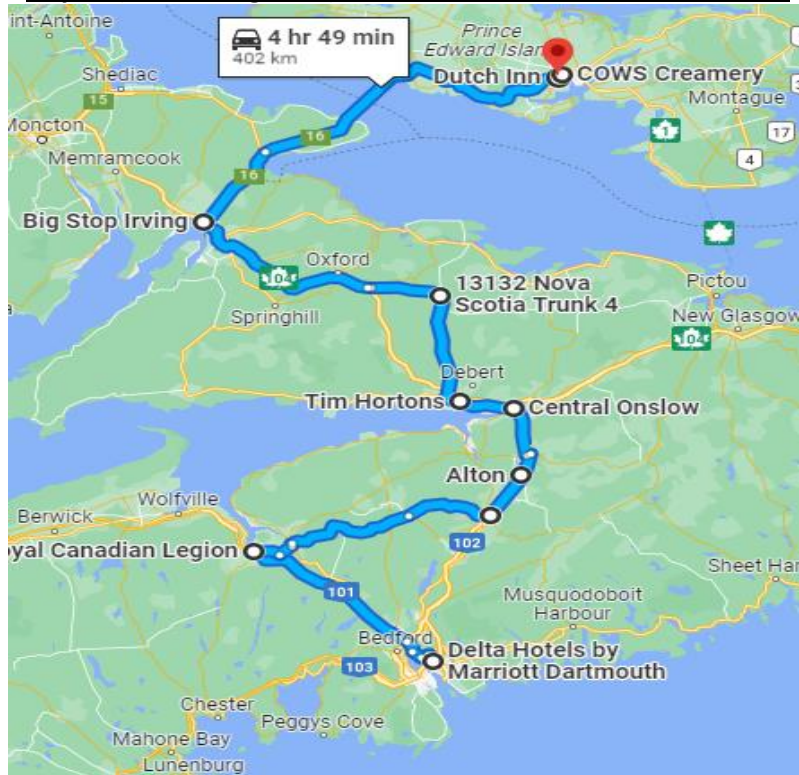 int-Antoine
Shediac
15
Moncton
Memramcook
4 hr 49 min
402 km
Prince
Edward Islan
Dutch Inn
COWS Creamery
Montague
1
17
4
16
16
Big Stop Irving
Oxford
104
Springhill
13132 Nova
Scotia Trunk 4
Pictou
New Glasgow
104
Debert
Tim Hortons
Central Onslow
Alton
Wolfville
Berwick
oyal Canadian Legion
102
101
Sheet Har
Musquodoboit
Harbour
Bedford
Delta Hotels by
Marriott Dartmouth
103
Chester
Peggys Cove
Mahone Bay
Lunenburg